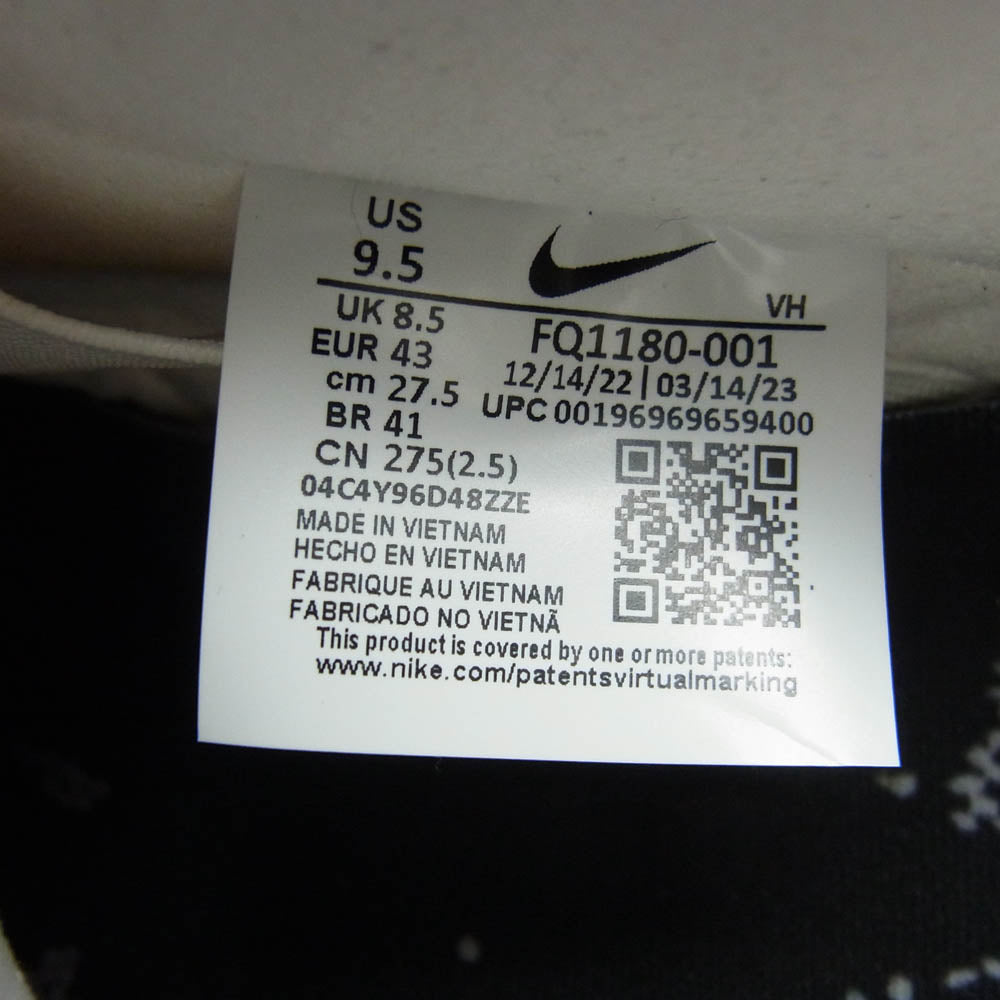 US
9.5
VH
UK 8.5
EUR 43
cm 27.5
BR 41
CN 275(2.5)
FQ1180-001
12/14/22 | 03/14/23
UPC 00196969659400
04C4Y96D48ZZE
MADE IN VIETNAM
HECHO EN VIETNAM
FABRIQUE AU VIETNAM
FABRICADO NO VIETNÃ
This product is covered by one or more patents:
www.nike.com/patentsvirtualmarking